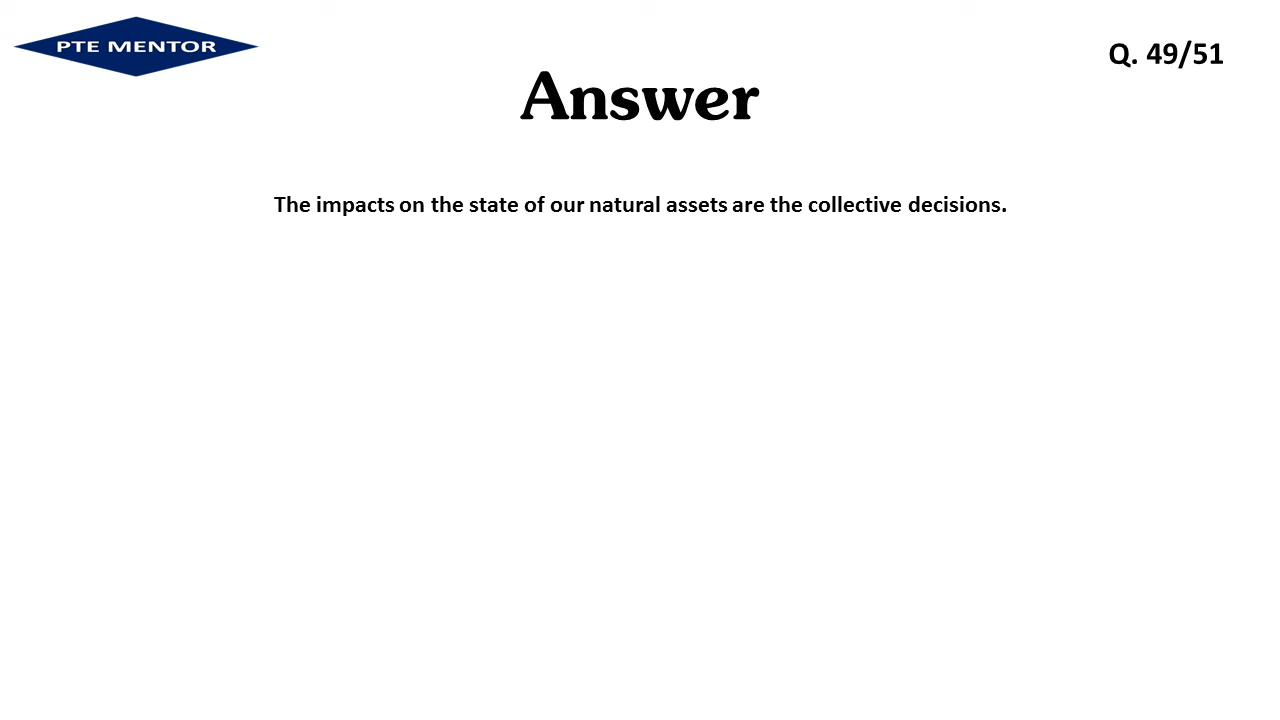 PTE MENTOR
Q. 49/51
Answer
The impacts on the state of our natural assets are the collective decisions.